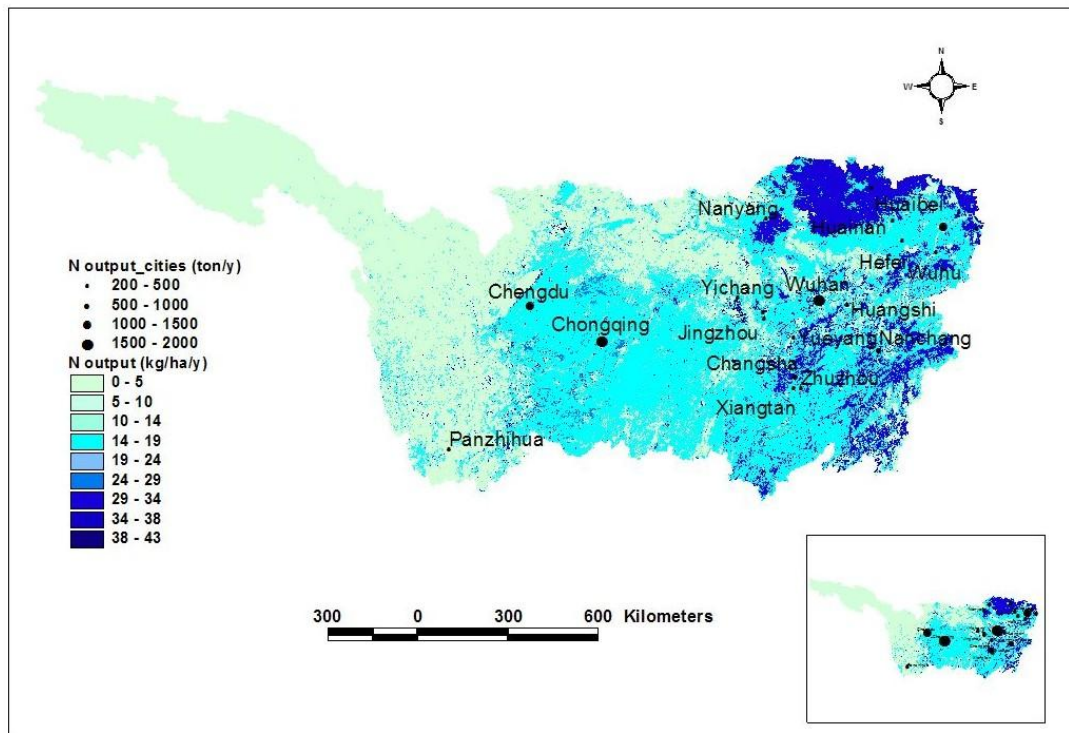 N
W E
S
Nanyang
Huaibei
Huainan
Hefei
Wuhu
Chengdu
Yichang
Wuhan
Chongqing
Huangshi
Jingzhou
Yueyang
Nanchang
Changsha
Zhuzhou
Xiangtan
Panzhihua
N output_cities (ton/y)
200 - 500
500 - 1000
1000 - 1500
1500 - 2000
N output (kg/ha/y)
0 - 5
5 - 10
10 - 14
14 - 19
19 - 24
24 - 29
29 - 34
34 - 38
38 - 43
300 0 300 600 Kilometers